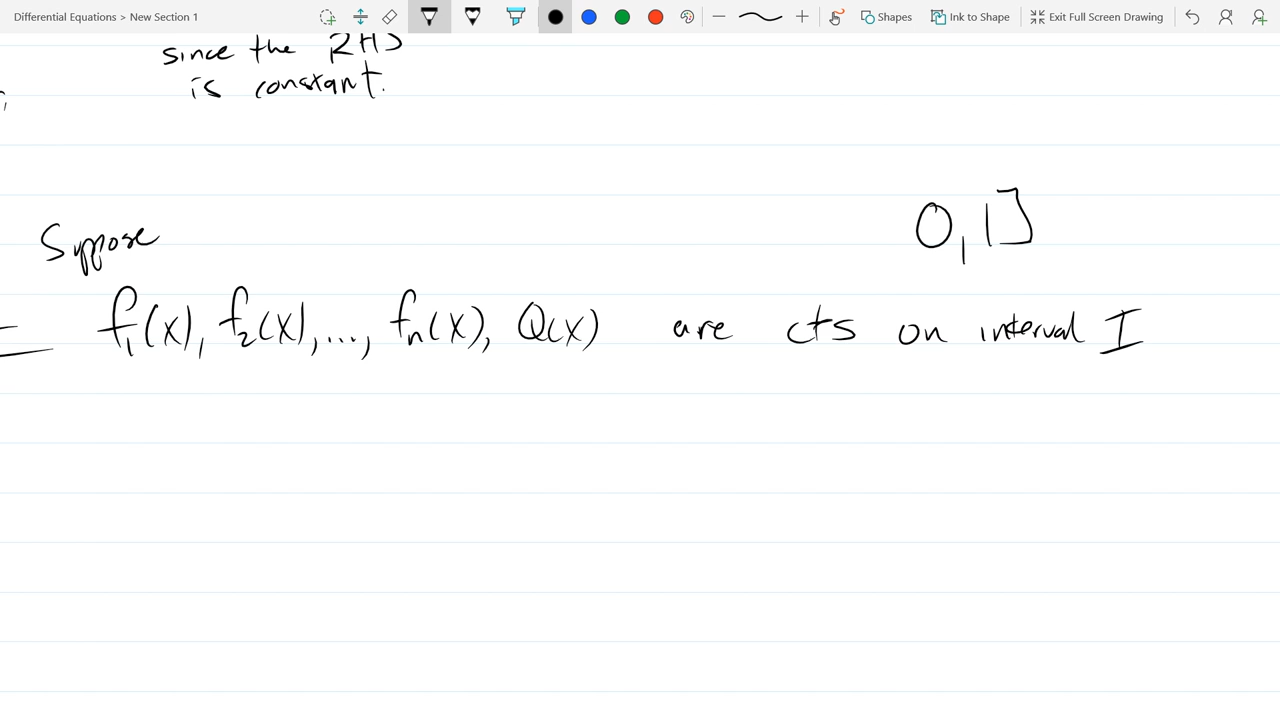 Differential Equations > New Section 1
Shapes
Ink to Shape
Exit Full Screen Drawing
since the RHS
is constant.
0,1]
Suppose
f₁(x), f₂(x),..., fₙ(x), Q(x) are cts on interval I